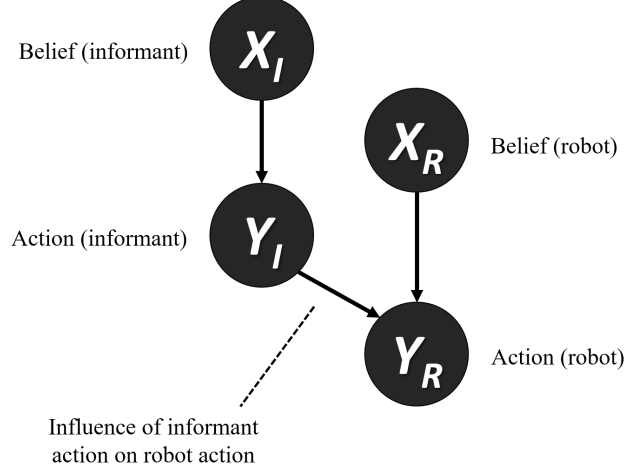 X_I
Belief (informant)
X_R
Belief (robot)
Action (informant)
Y_I
Y_R
Action (robot)
Influence of informant
action on robot action